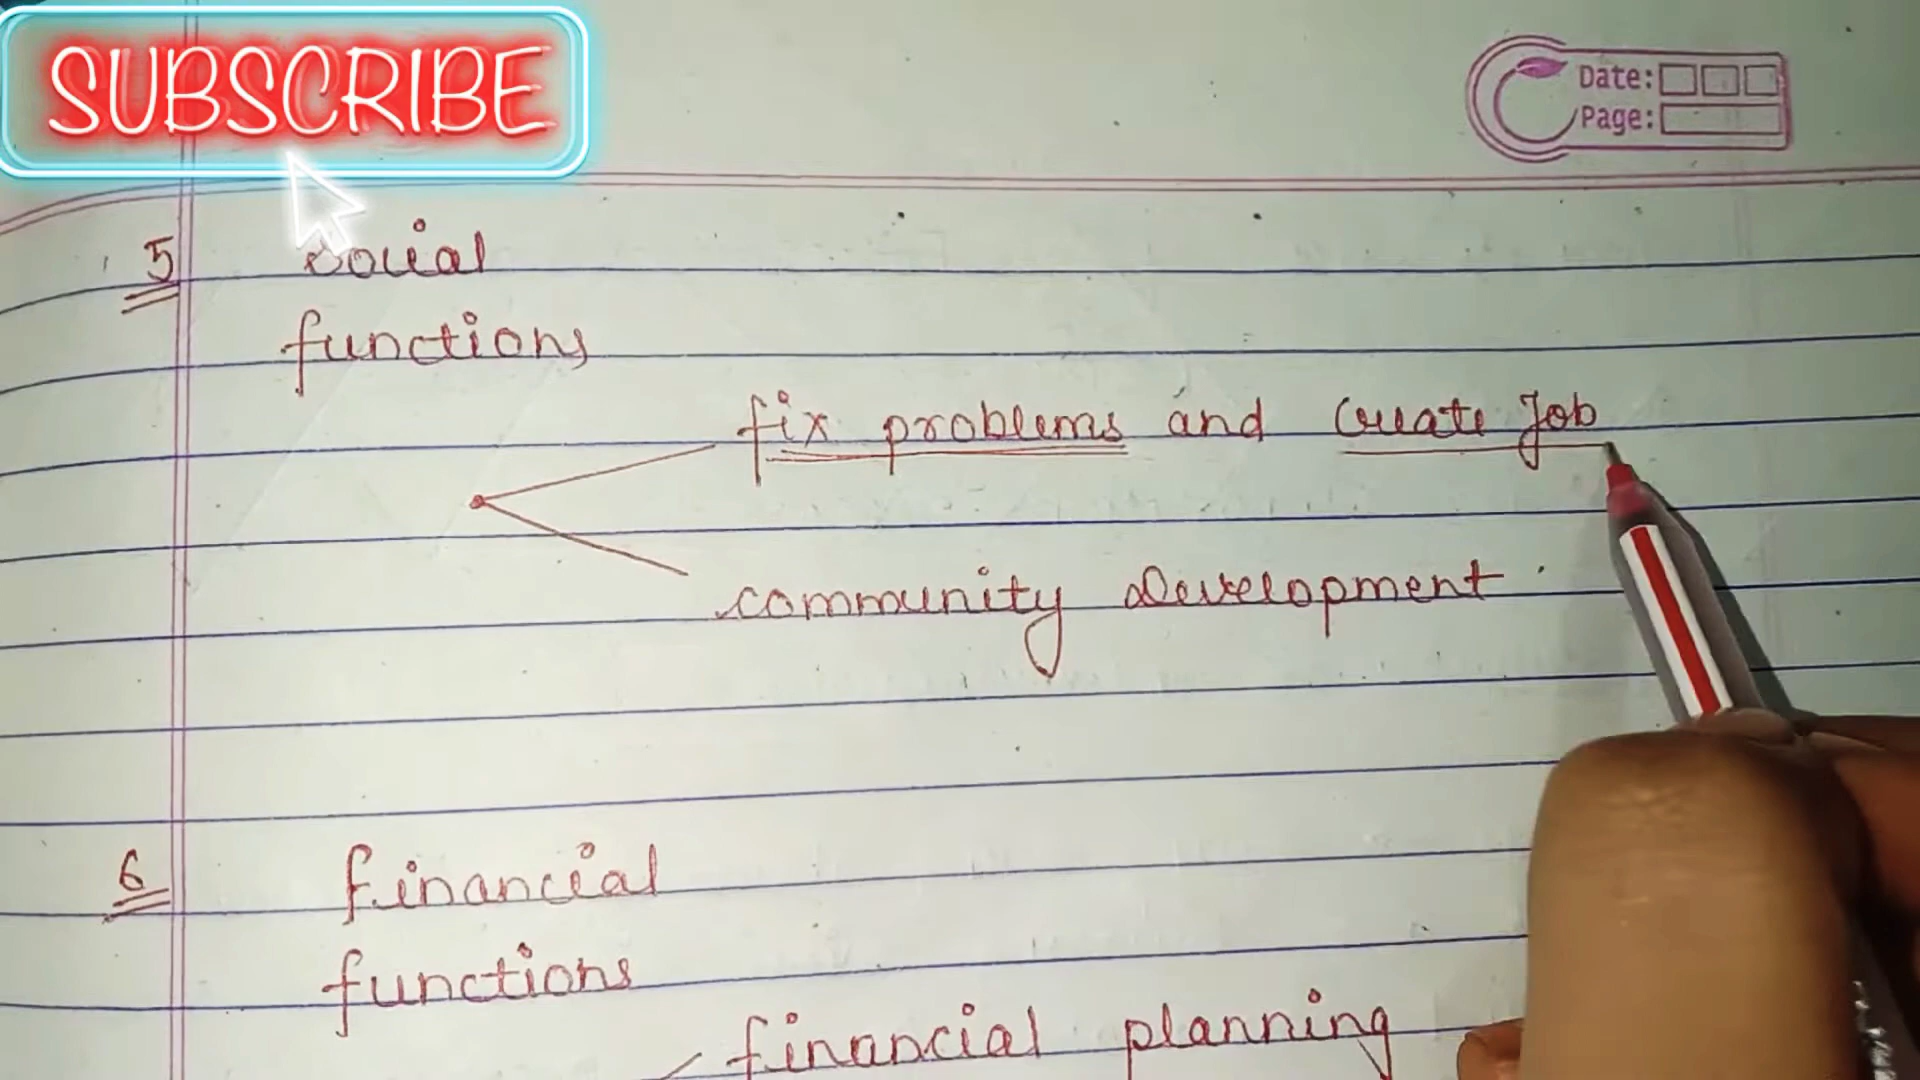 SUBSCRIBE
Date:
Page:
5 Social
functions
fix problems and Create Job
community Development
6 financial
functions
financial planning